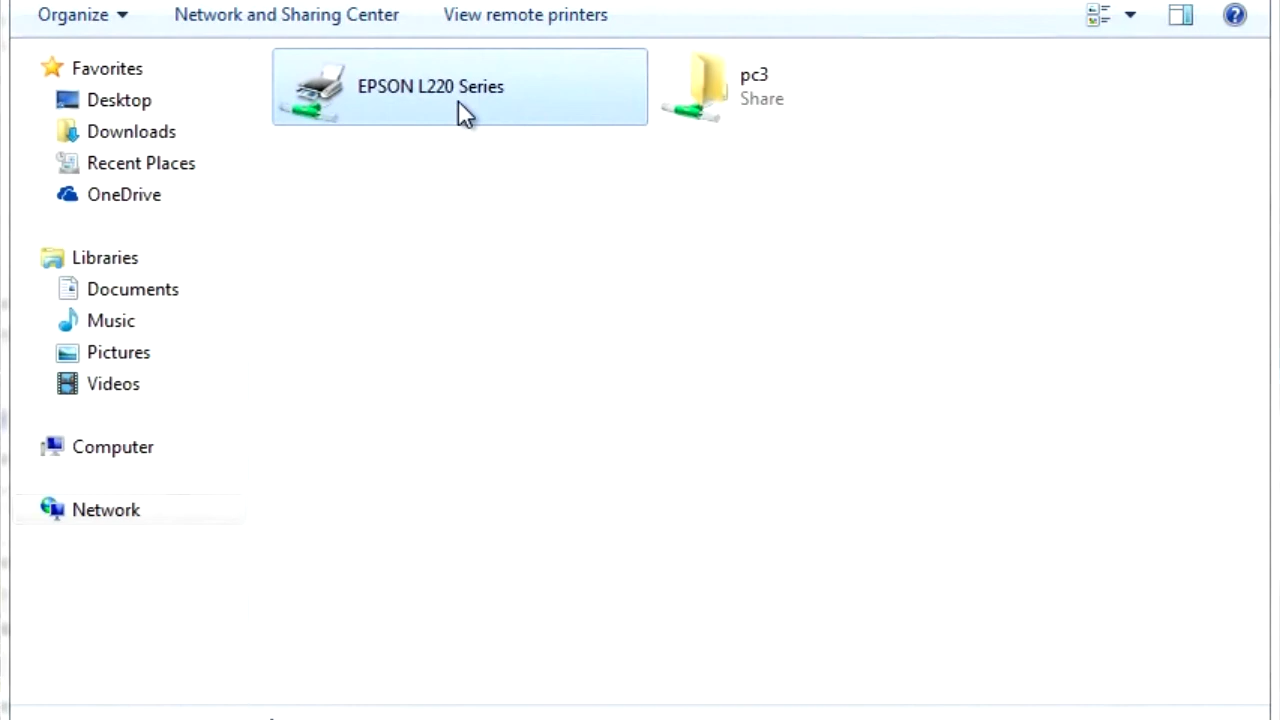 Organize
Network and Sharing Center
View remote printers
Favorites
Desktop
Downloads
Recent Places
OneDrive
Libraries
Documents
Music
Pictures
Videos
Computer
Network
EPSON L220 Series
pc3
Share